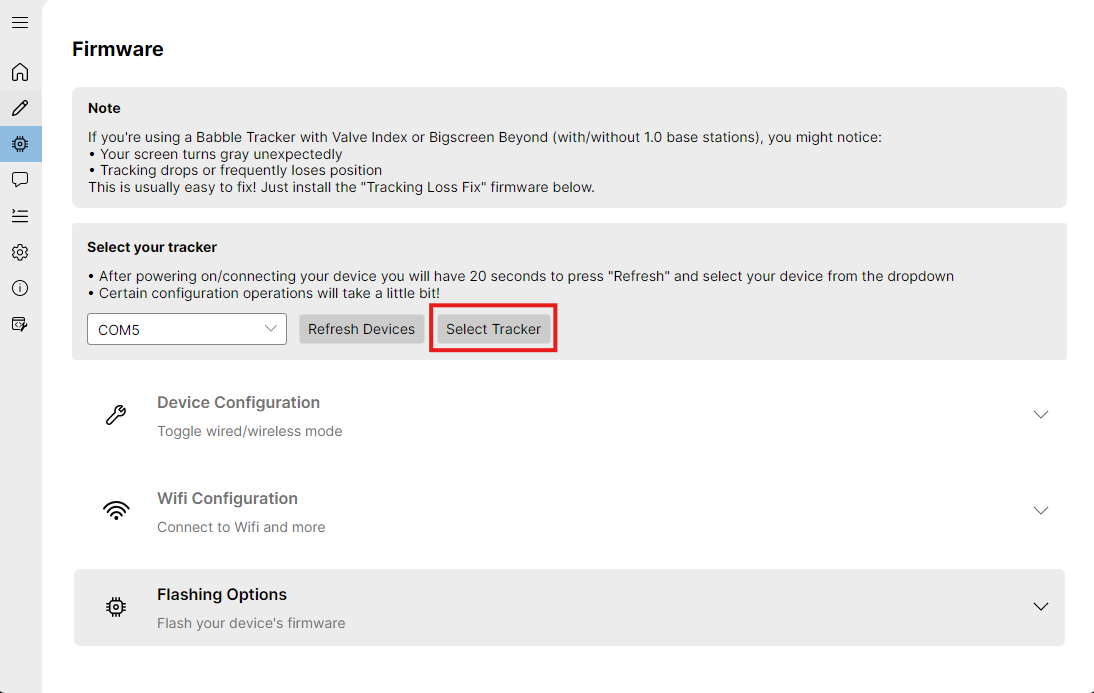 Firmware
Note
If you're using a Babble Tracker with Valve Index or Bigscreen Beyond (with/without 1.0 base stations), you might notice:
• Your screen turns gray unexpectedly
• Tracking drops or frequently loses position
This is usually easy to fix! Just install the "Tracking Loss Fix" firmware below.
Select your tracker
• After powering on/connecting your device you will have 20 seconds to press "Refresh" and select your device from the dropdown
• Certain configuration operations will take a little bit!
COM5 Refresh Devices Select Tracker
Device Configuration
Toggle wired/wireless mode
Wifi Configuration
Connect to Wifi and more
Flashing Options
Flash your device's firmware